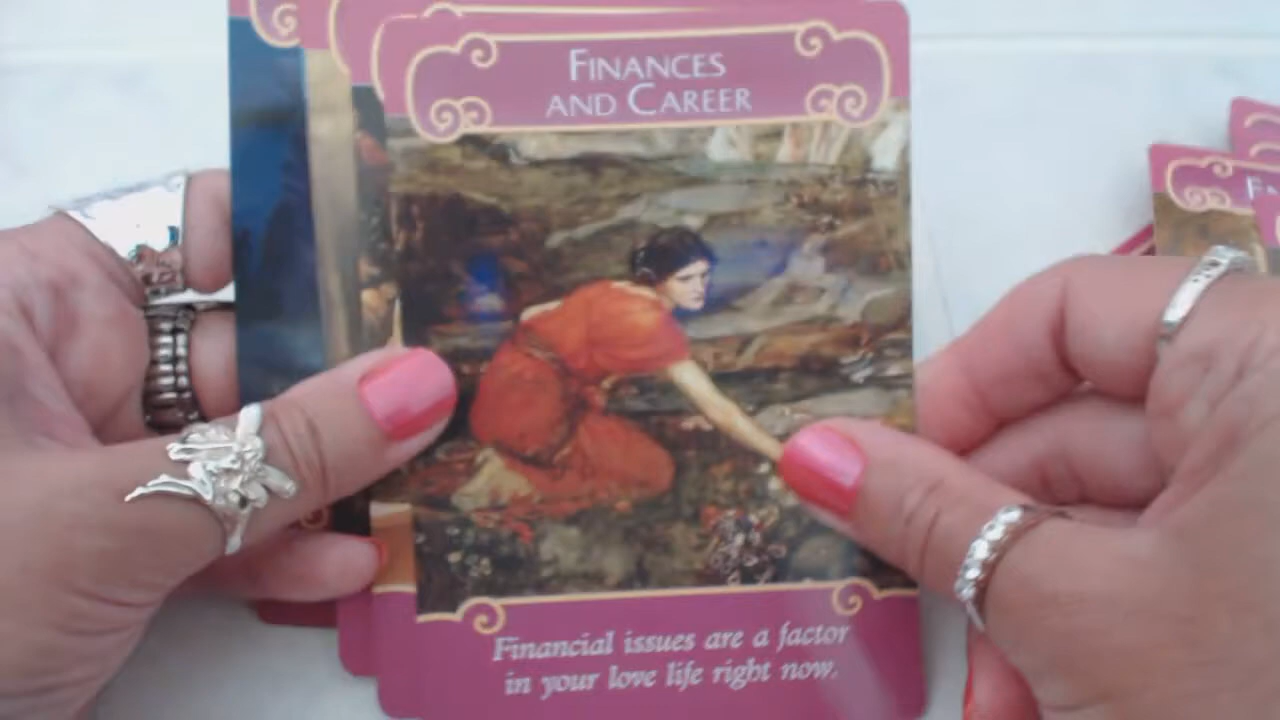 FINANCES
AND CAREER
Financial issues are a factor
in your love life right now.